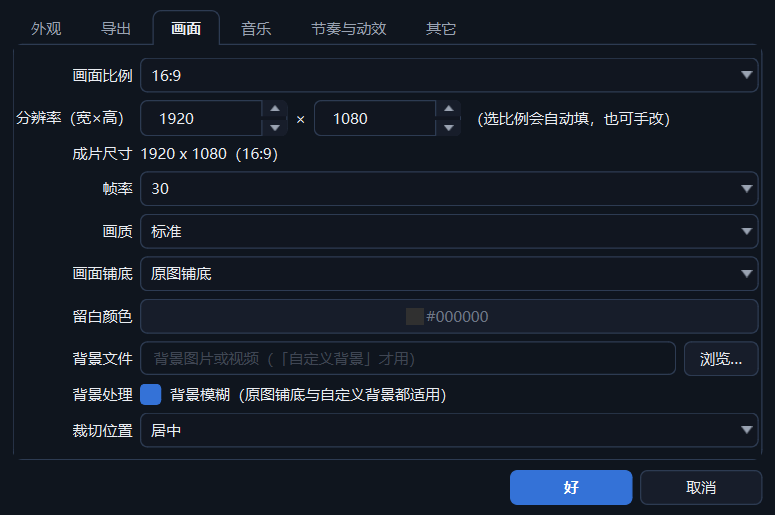 外观 导出 画面 音乐 节奏与动效 其它
画面比例 16:9
分辨率（宽×高） 1920 × 1080 （选比例会自动填，也可手改）
成片尺寸 1920 x 1080（16:9）
帧率 30
画质 标准
画面铺底 原图铺底
留白颜色 #000000
背景文件 背景图片或视频（「自定义背景」才用） 浏览...
背景处理 背景模糊（原图铺底与自定义背景都适用）
裁切位置 居中
好 取消